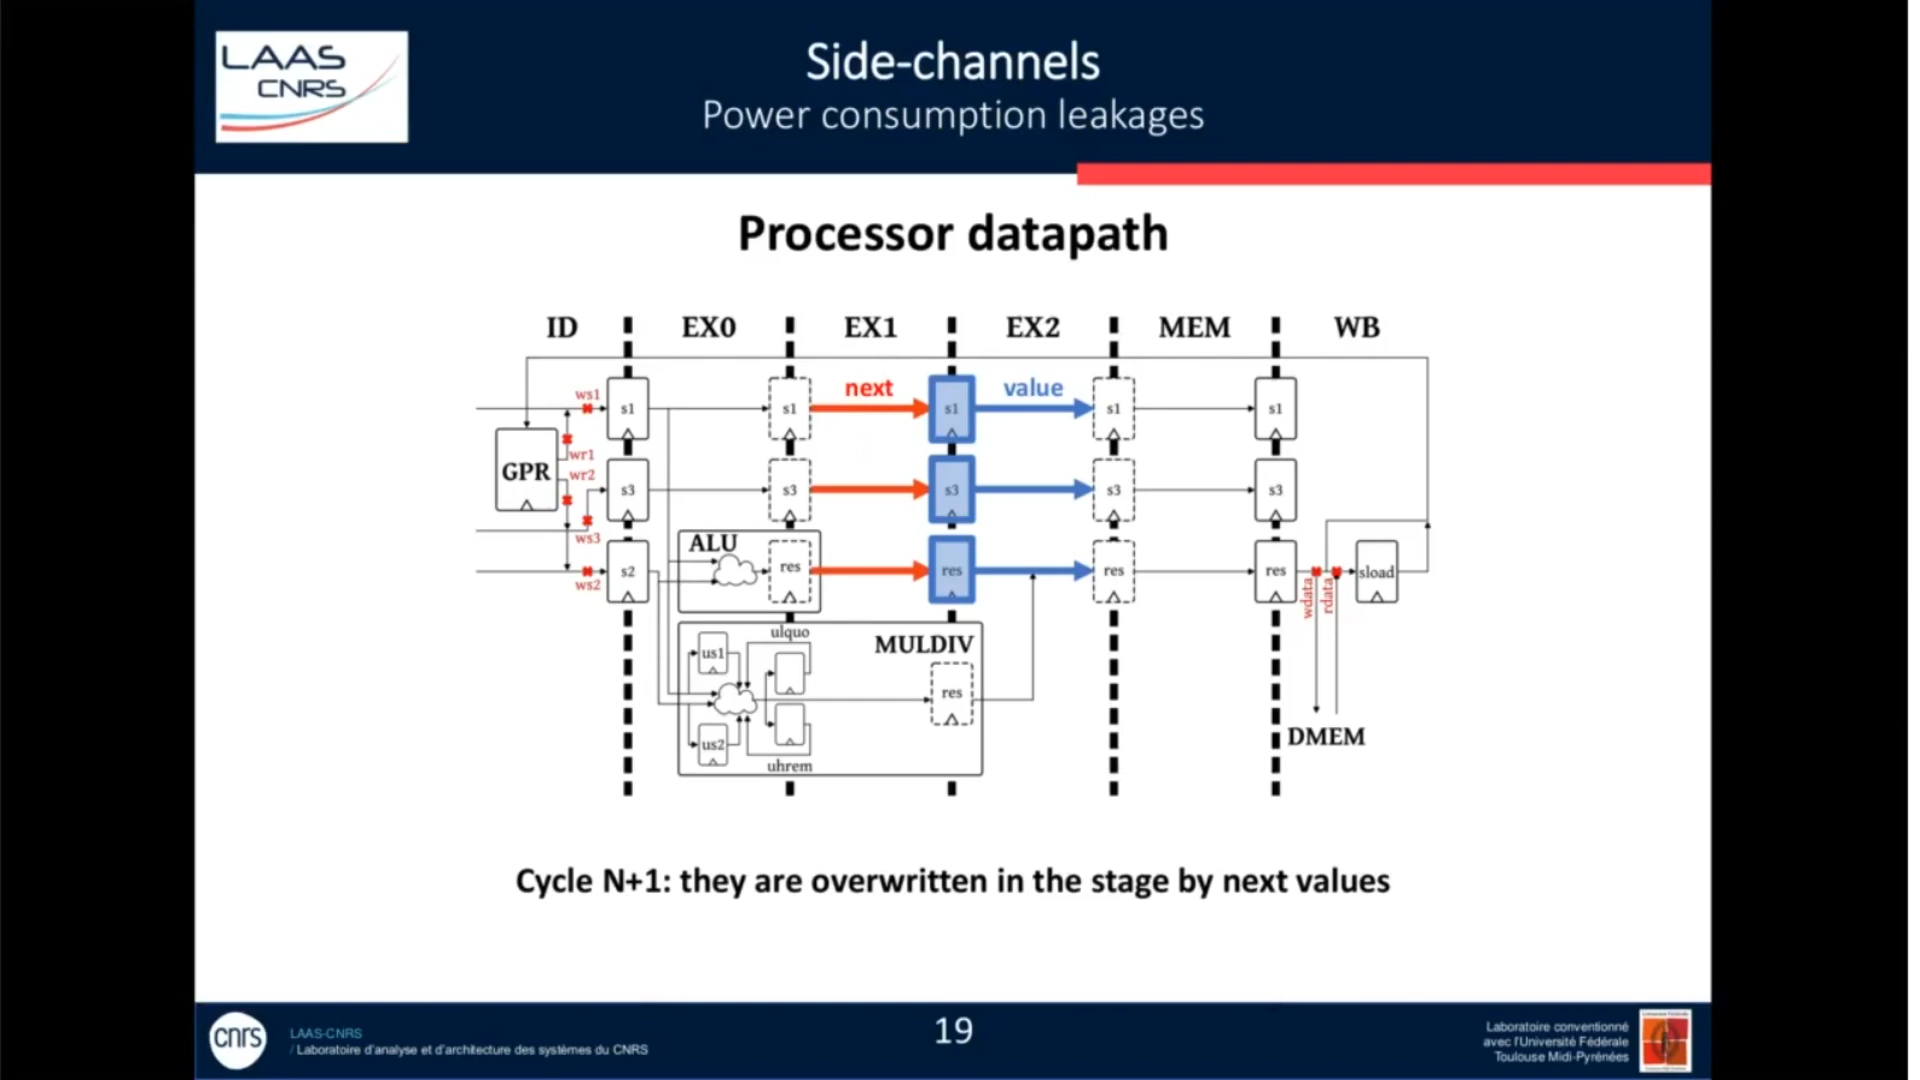 LAAS
CNRS
Side-channels
Power consumption leakages
Processor datapath
ID EX0 EX1 EX2 MEM WB
next value
ws1
s1 s1 s1 s1 s1
wr1
GPR
wr2
s3 s3 s3 s3 s3
ws3
ALU
s2 res res res res sload
ws2
wdata rdata
ulquo
MULDIV
us1
res
us2
uhrem
DMEM
Cycle N+1: they are overwritten in the stage by next values
cnrs
LAAS-CNRS
/ Laboratoire d'analyse et d'architecture des systèmes du CNRS
19
Laboratoire conventionné
avec l'Université Fédérale
Toulouse Midi-Pyrénées